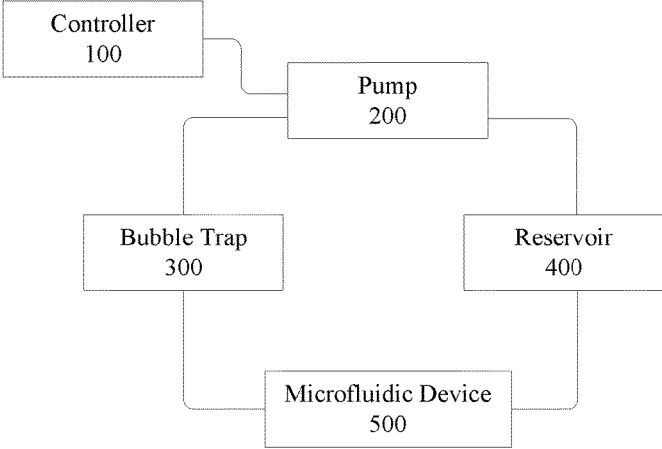 Controller
100
Pump
200
Bubble Trap
300
Reservoir
400
Microfluidic Device
500